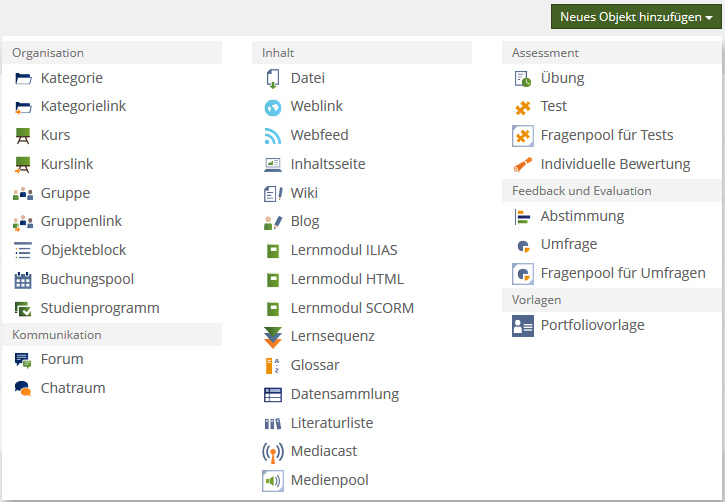 Neues Objekt hinzufügen
Organisation
Kategorie
Kategorielink
Kurs
Kurslink
Gruppe
Gruppenlink
Objekteblock
Buchungspool
Studienprogramm
Kommunikation
Forum
Chatraum
Inhalt
Datei
Weblink
Webfeed
Inhaltsseite
Wiki
Blog
Lernmodul ILIAS
Lernmodul HTML
Lernmodul SCORM
Lernsequenz
Glossar
Datensammlung
Literaturliste
Mediacast
Medienpool
Assessment
Übung
Test
Fragenpool für Tests
Individuelle Bewertung
Feedback und Evaluation
Abstimmung
Umfrage
Fragenpool für Umfragen
Vorlagen
Portfoliovorlage